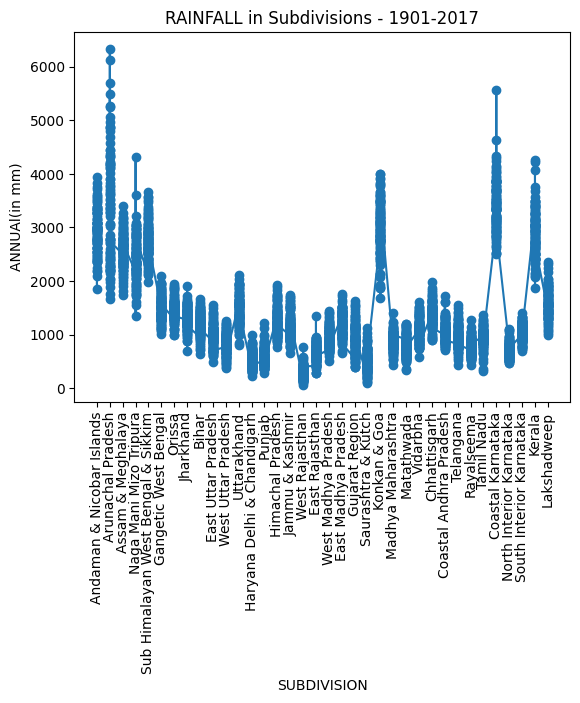 RAINFALL in Subdivisions - 1901-2017
ANNUAl(in mm)
6000
5000
4000
3000
2000
1000
0
Andaman & Nicobar Islands
Arunachal Pradesh
Assam & Meghalaya
Naga Mani Mizo Tripura
Sub Himalayan West Bengal & Sikkim
Gangetic West Bengal
Orissa
Jharkhand
Bihar
East Uttar Pradesh
West Uttar Pradesh
Uttarakhand
Haryana Delhi & Chandigarh
Punjab
Himachal Pradesh
Jammu & Kashmir
West Rajasthan
East Rajasthan
West Madhya Pradesh
East Madhya Pradesh
Gujarat Region
Saurashtra & Kutch
Konkan & Goa
Madhya Maharashtra
Matathwada
Vidarbha
Chhattisgarh
Coastal Andhra Pradesh
Telangana
Rayalseema
Tamil Nadu
Coastal Karnataka
North Interior Karnataka
South Interior Karnataka
Kerala
Lakshadweep
SUBDIVISION